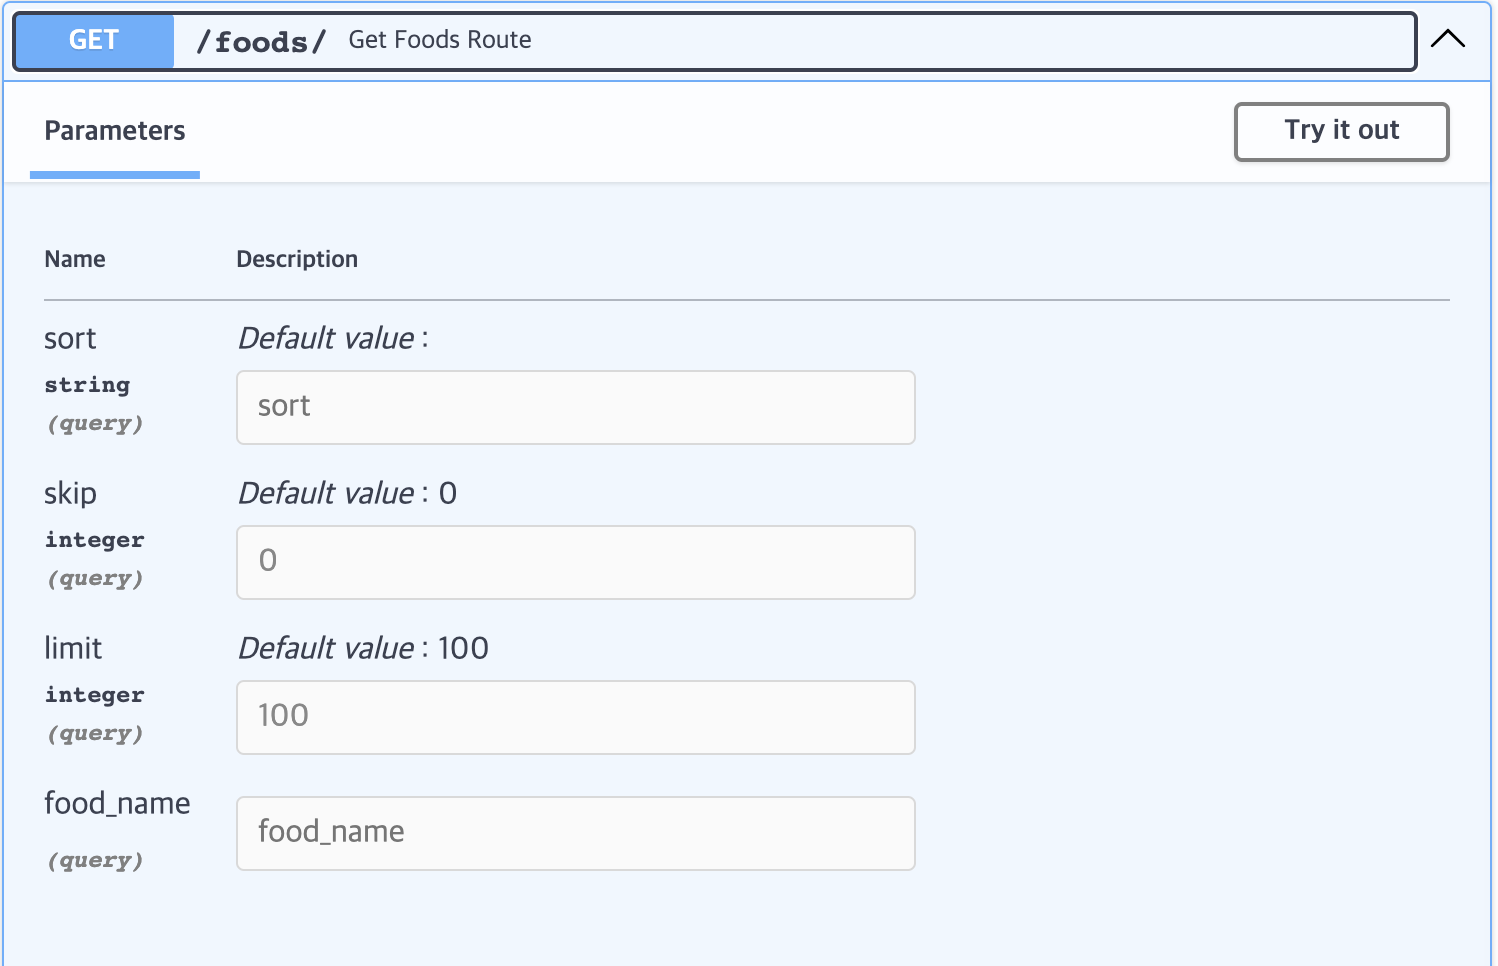 GET /foods/ Get Foods Route
Parameters
Try it out
Name Description
sort Default value :
string
sort
(query)
skip Default value : 0
integer
0
(query)
limit Default value : 100
integer
100
(query)
food_name
food_name
(query)